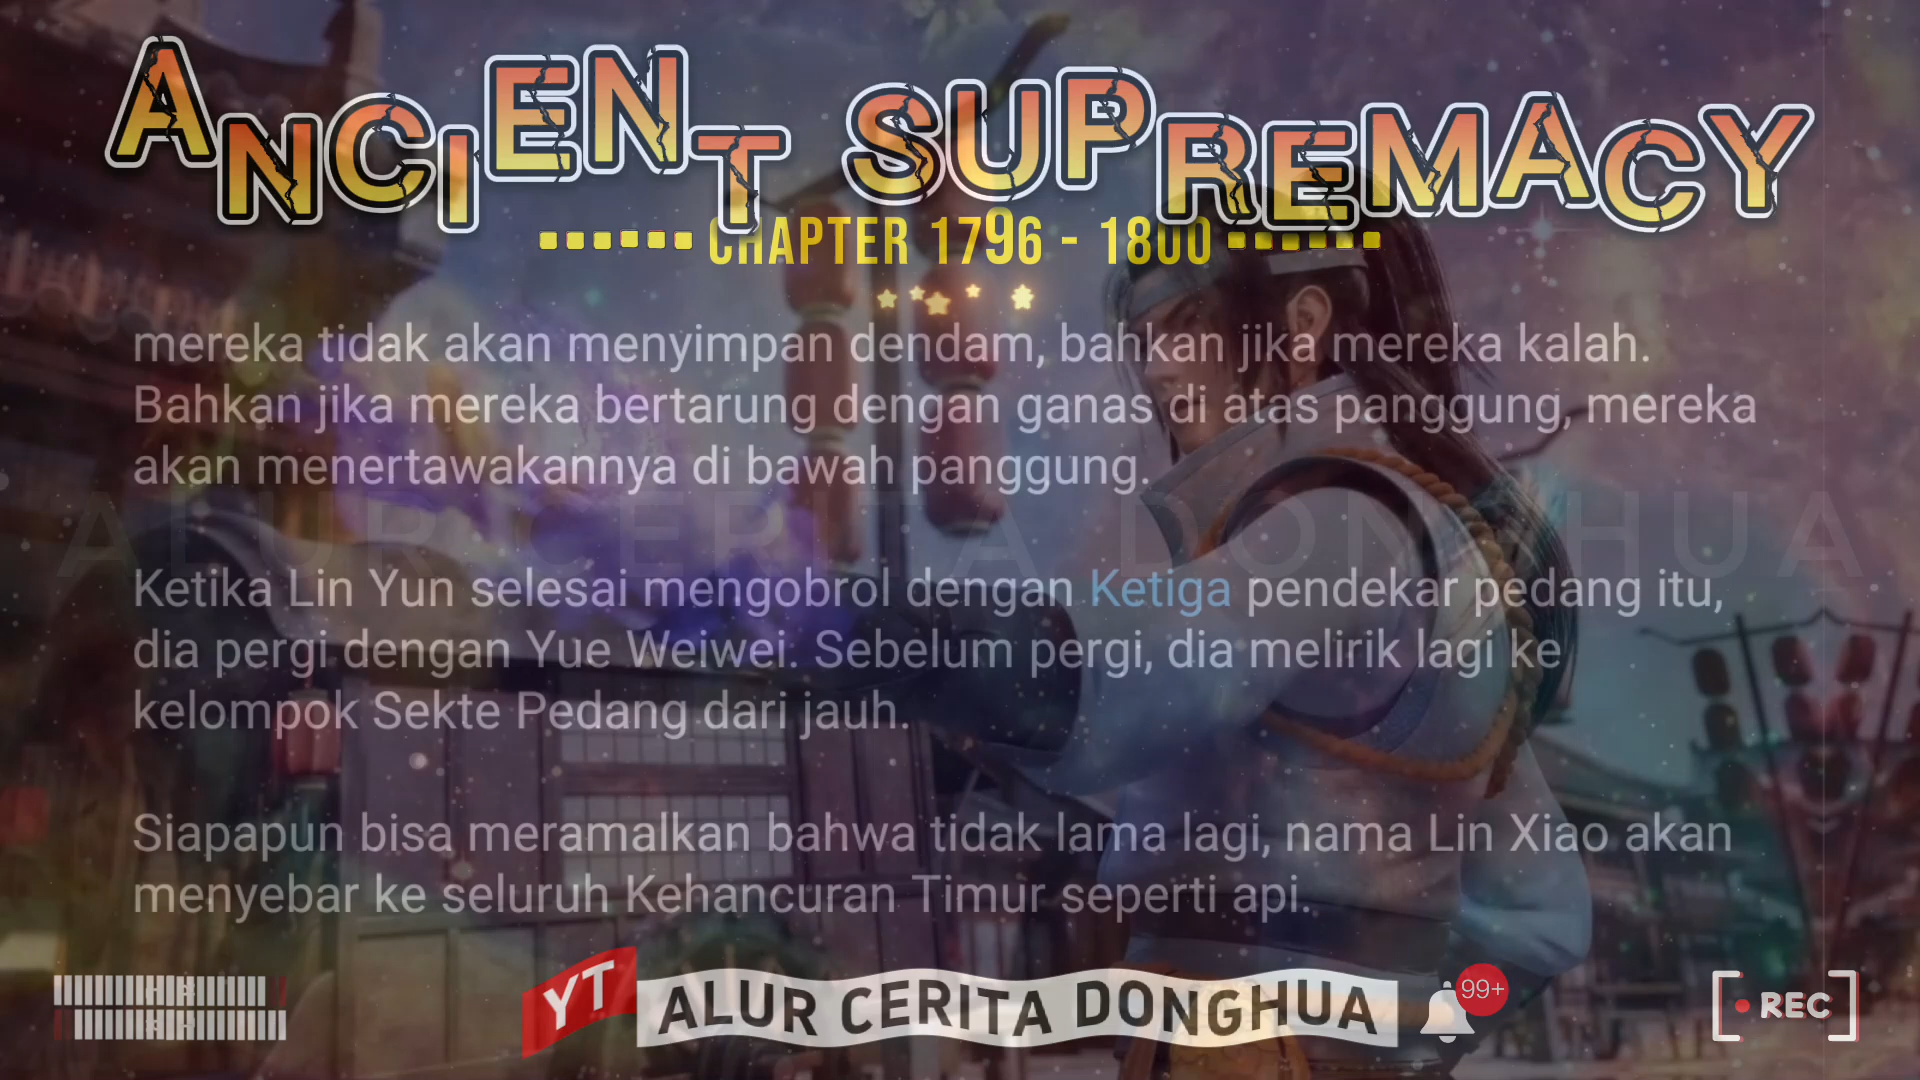 ANCIENT SUPREMACY
CHAPTER 1796 - 1800
mereka tidak akan menyimpan dendam, bahkan jika mereka kalah.
Bahkan jika mereka bertarung dengan ganas di atas panggung, mereka
akan menertawakannya di bawah panggung.
ALUR CERITA DONGHUA
Ketika Lin Yun selesai mengobrol dengan Ketiga pendekar pedang itu,
dia pergi dengan Yue Weiwei. Sebelum pergi, dia melirik lagi ke
kelompok Sekte Pedang dari jauh.
Siapapun bisa meramalkan bahwa tidak lama lagi, nama Lin Xiao akan
menyebar ke seluruh Kehancuran Timur seperti api.
YT ALUR CERITA DONGHUA 99+
REC